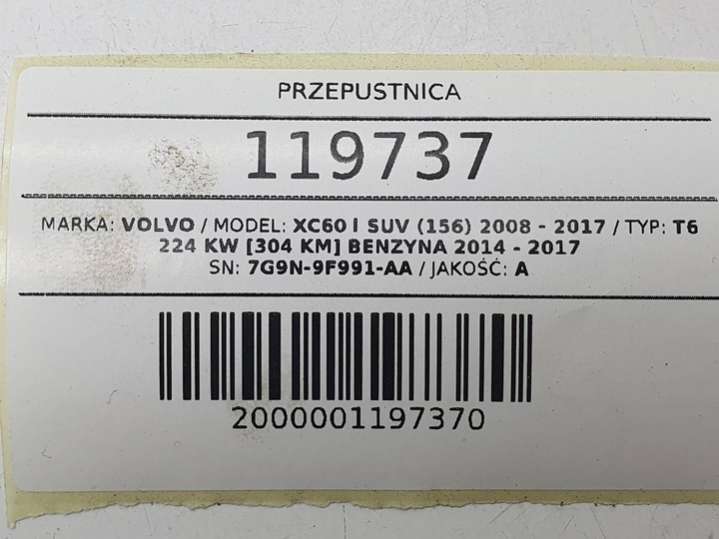 PRZEPUSTNICA
119737
MARKA: VOLVO / MODEL: XC60 I SUV (156) 2008 - 2017 / TYP: T6
224 KW [304 KM] BENZYNA 2014 - 2017
SN: 7G9N-9F991-AA / JAKOŚĆ: A
2000001197370